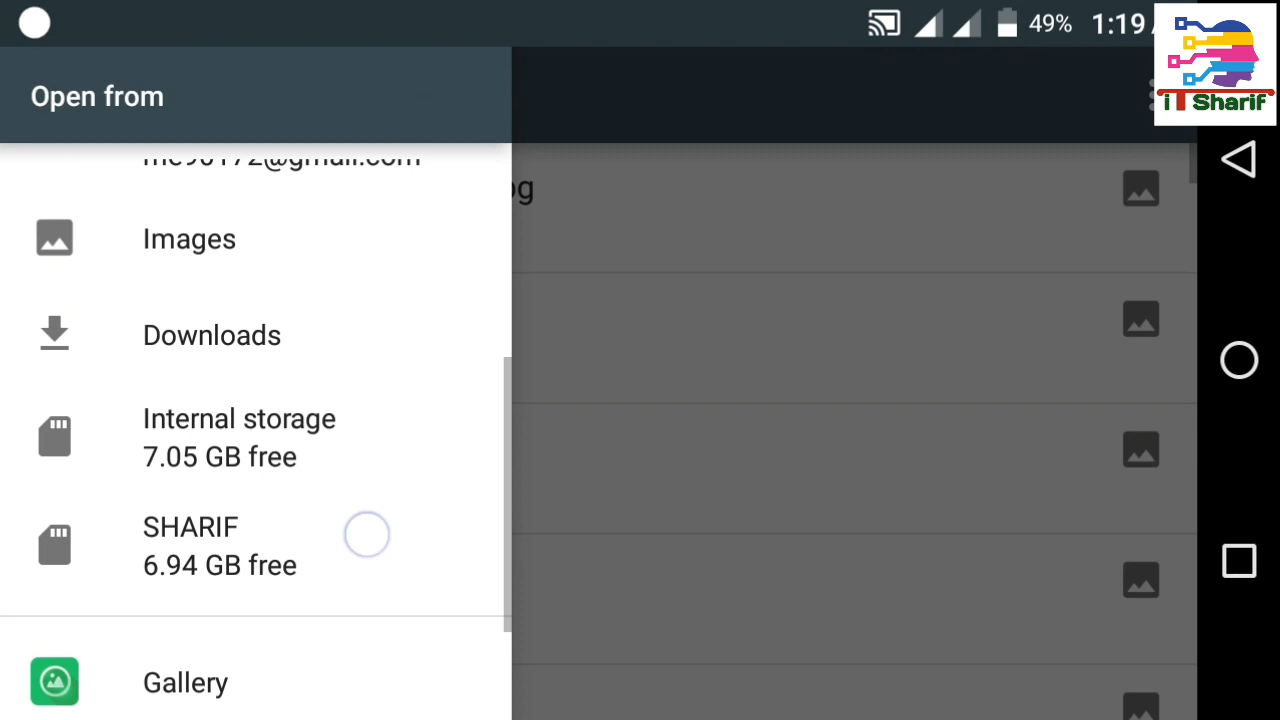 49% 1:19
iT Sharif
Open from
Images
Downloads
Internal storage
7.05 GB free
SHARIF
6.94 GB free
Gallery